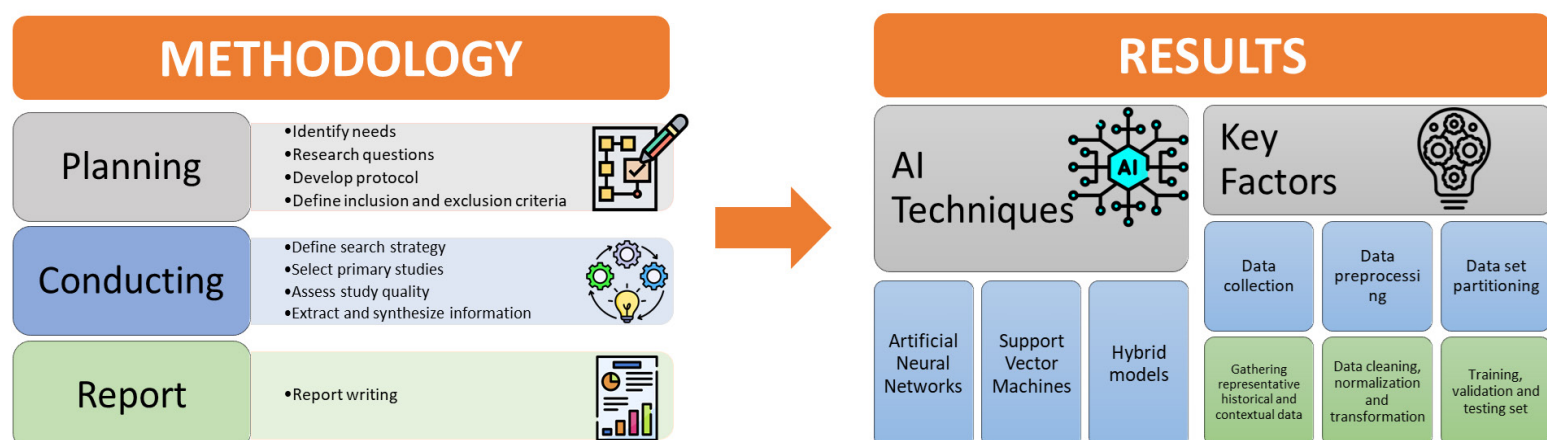 METHODOLOGY
Planning
•Identify needs
•Research questions
•Develop protocol
•Define inclusion and exclusion criteria
Conducting
•Define search strategy
•Select primary studies
•Assess study quality
•Extract and synthesize information
Report
•Report writing
RESULTS
AI
Techniques
AI
Artificial
Neural
Networks
Support
Vector
Machines
Hybrid
models
Key
Factors
Data
collection
Data
preprocessi
ng
Data set
partitioning
Gathering
representative
historical and
contextual data
Data cleaning,
normalization
and
transformation
Training,
validation and
testing set